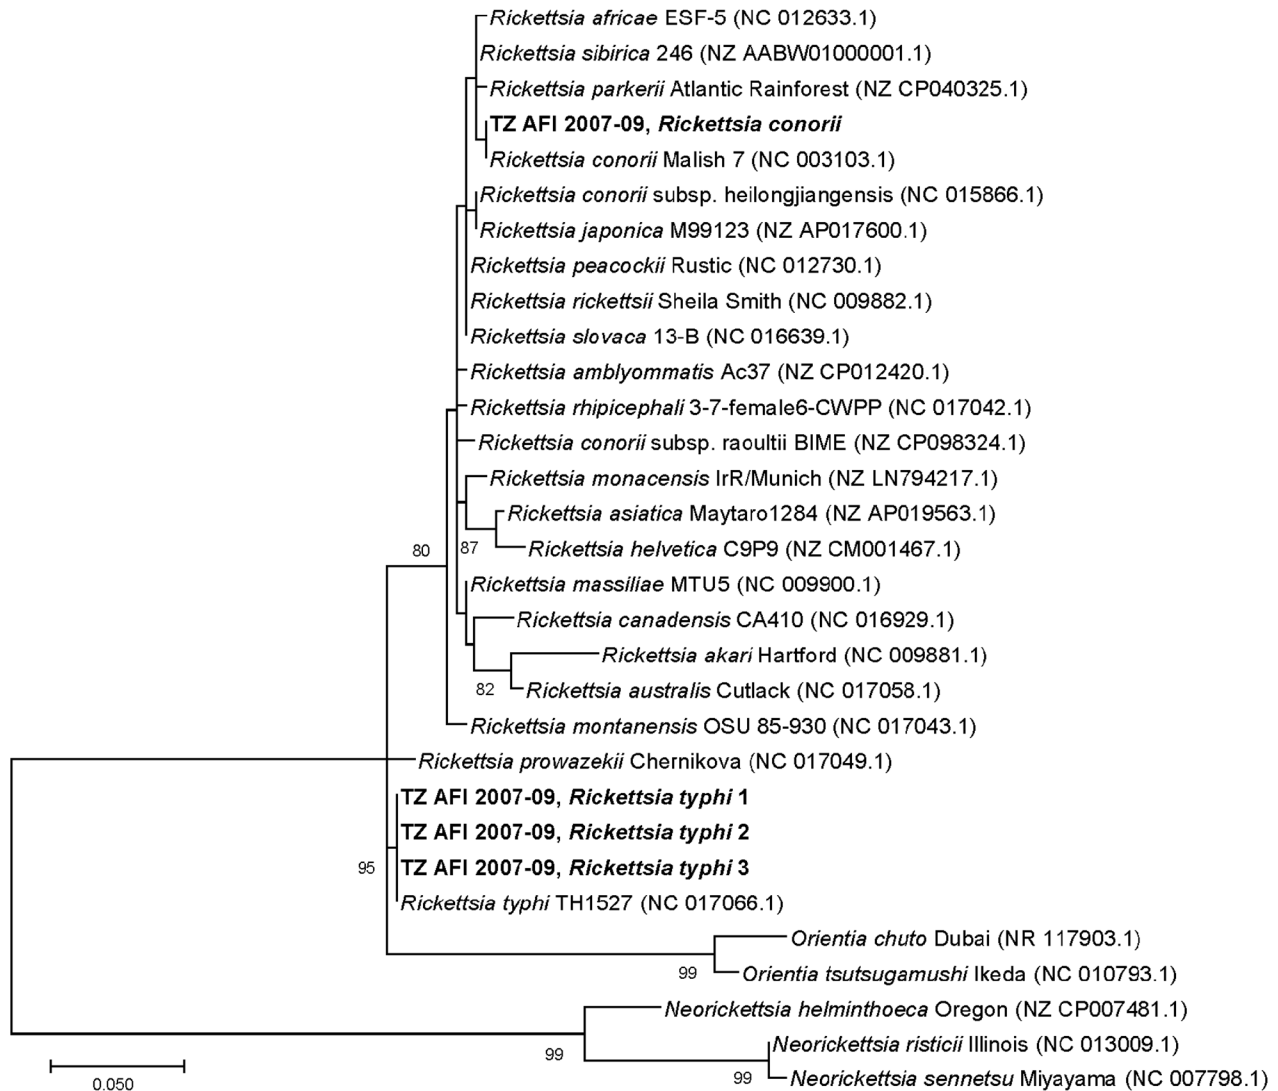 Rickettsia africae ESF-5 (NC 012633.1)
Rickettsia sibirica 246 (NZ AABW01000001.1)
Rickettsia parkerii Atlantic Rainforest (NZ CP040325.1)
TZ AFI 2007-09, Rickettsia conorii
Rickettsia conorii Malish 7 (NC 003103.1)
Rickettsia conorii subsp. heilongjiangensis (NC 015866.1)
Rickettsia japonica M99123 (NZ AP017600.1)
Rickettsia peacockii Rustic (NC 012730.1)
Rickettsia rickettsii Sheila Smith (NC 009882.1)
Rickettsia slovaca 13-B (NC 016639.1)
Rickettsia amblyommatis Ac37 (NZ CP012420.1)
Rickettsia rhipicephali 3-7-female6-CWPP (NC 017042.1)
Rickettsia conorii subsp. raoultii BIME (NZ CP098324.1)
Rickettsia monacensis IrR/Munich (NZ LN794217.1)
Rickettsia asiatica Maytaro1284 (NZ AP019563.1)
80 87 Rickettsia helvetica C9P9 (NZ CM001467.1)
Rickettsia massiliae MTU5 (NC 009900.1)
Rickettsia canadensis CA410 (NC 016929.1)
Rickettsia akari Hartford (NC 009881.1)
82 Rickettsia australis Cutlack (NC 017058.1)
Rickettsia montanensis OSU 85-930 (NC 017043.1)
Rickettsia prowazekii Chernikova (NC 017049.1)
TZ AFI 2007-09, Rickettsia typhi 1
TZ AFI 2007-09, Rickettsia typhi 2
95 TZ AFI 2007-09, Rickettsia typhi 3
Rickettsia typhi TH1527 (NC 017066.1)
Orientia chuto Dubai (NR 117903.1)
99 Orientia tsutsugamushi Ikeda (NC 010793.1)
Neorickettsia helminthoeca Oregon (NZ CP007481.1)
99 Neorickettsia risticii Illinois (NC 013009.1)
99 Neorickettsia sennetsu Miyayama (NC 007798.1)
0.050